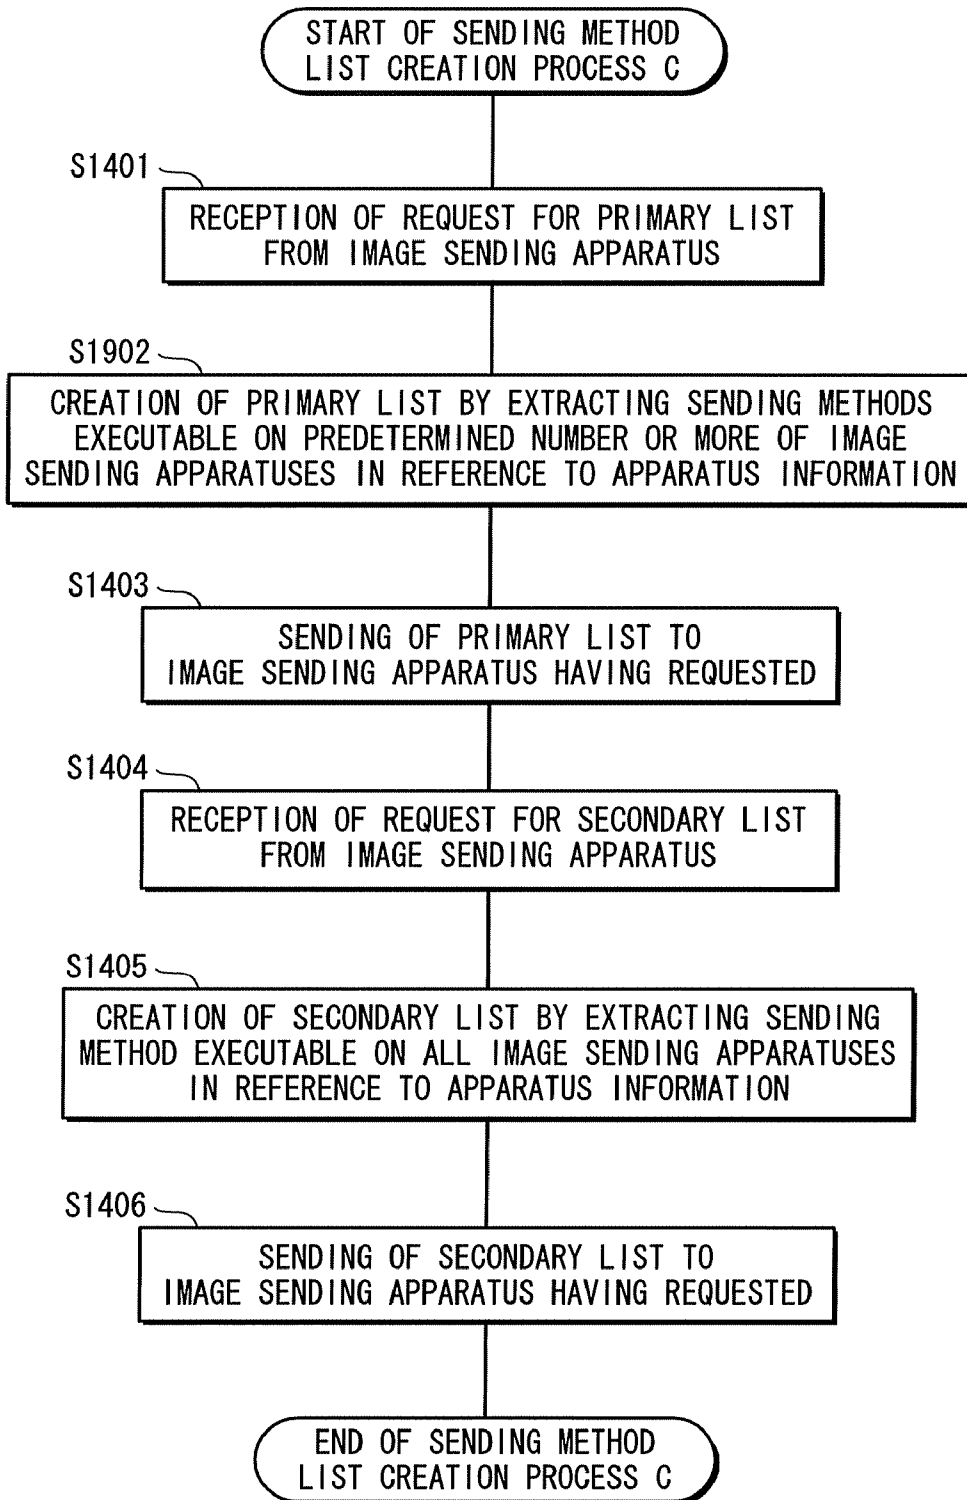 START OF SENDING METHOD
LIST CREATION PROCESS C
S1401
RECEPTION OF REQUEST FOR PRIMARY LIST
FROM IMAGE SENDING APPARATUS
S1902
CREATION OF PRIMARY LIST BY EXTRACTING SENDING METHODS
EXECUTABLE ON PREDETERMINED NUMBER OR MORE OF IMAGE
SENDING APPARATUSES IN REFERENCE TO APPARATUS INFORMATION
S1403
SENDING OF PRIMARY LIST TO
IMAGE SENDING APPARATUS HAVING REQUESTED
S1404
RECEPTION OF REQUEST FOR SECONDARY LIST
FROM IMAGE SENDING APPARATUS
S1405
CREATION OF SECONDARY LIST BY EXTRACTING SENDING
METHOD EXECUTABLE ON ALL IMAGE SENDING APPARATUSES
IN REFERENCE TO APPARATUS INFORMATION
S1406
SENDING OF SECONDARY LIST TO
IMAGE SENDING APPARATUS HAVING REQUESTED
END OF SENDING METHOD
LIST CREATION PROCESS C